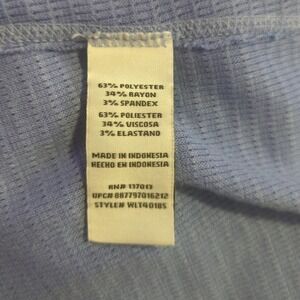 63% POLYESTER
34% RAYON
3% SPANDEX
63% POLIESTER
34% VISCOSA
3% ELASTANO
MADE IN INDONESIA
HECHO EN INDONESIA
RN# 137013
UPC# 887797016212
STYLE# WLT40185